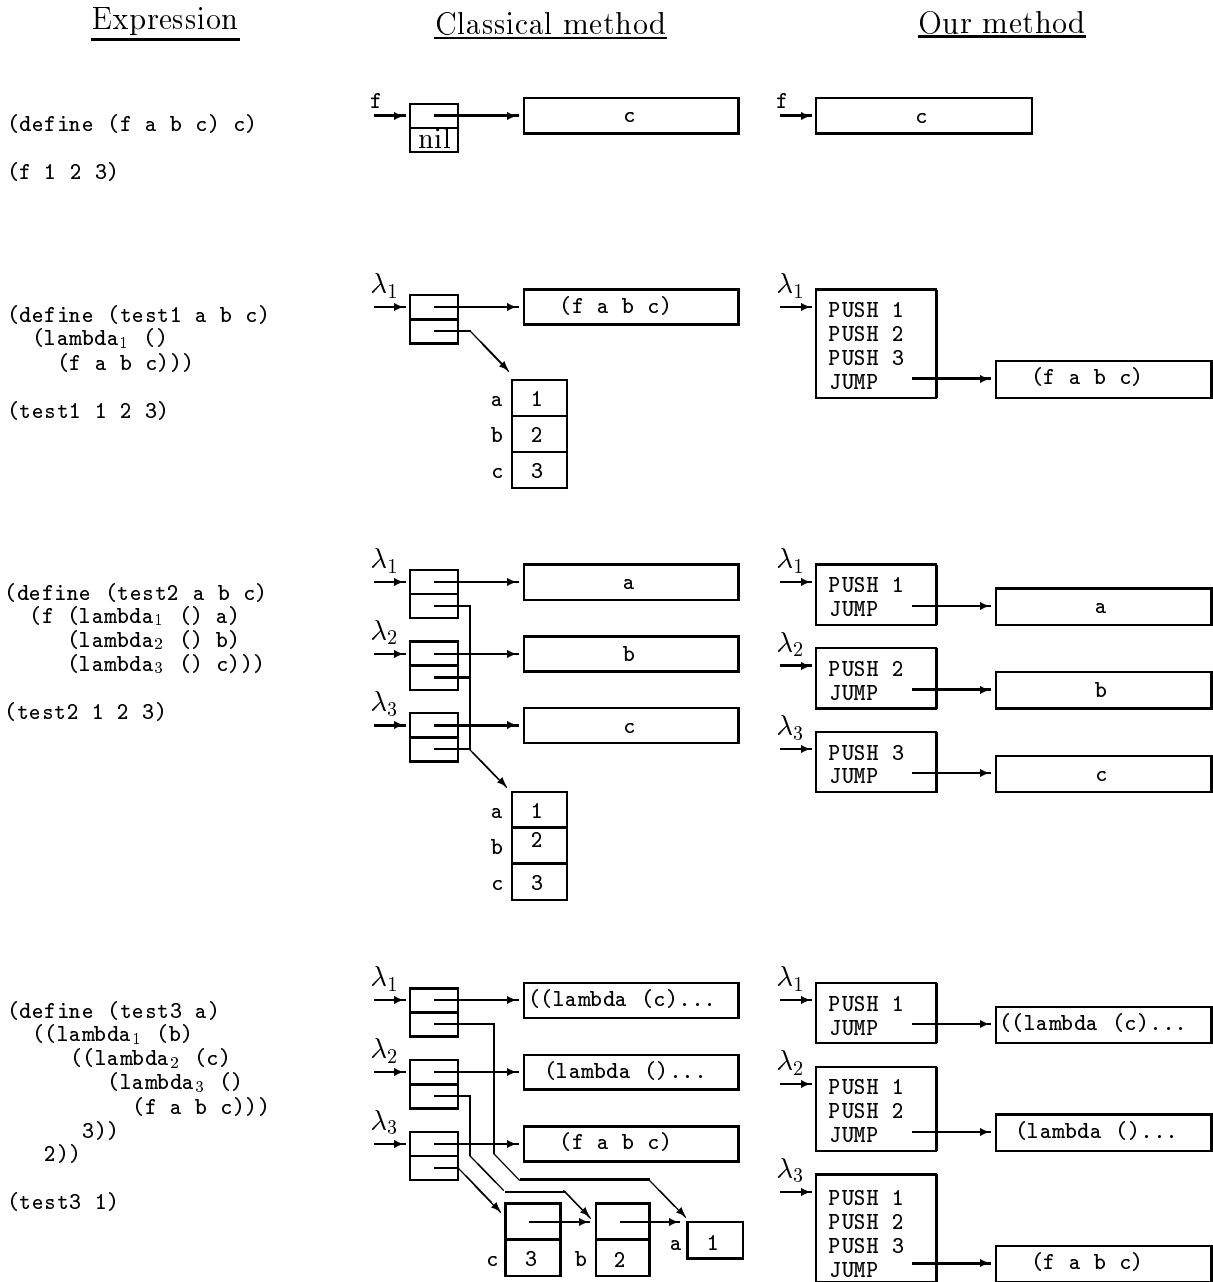 Expression
Classical method
Our method
(define (f a b c) c)
(f 1 2 3)
f
nil
c
f
c
(define (test1 a b c)
(lambda₁ ()
(f a b c)))
(test1 1 2 3)
λ₁
(f a b c)
a 1
b 2
c 3
λ₁
PUSH 1
PUSH 2
PUSH 3
JUMP
(f a b c)
(define (test2 a b c)
(f (lambda₁ () a)
(lambda₂ () b)
(lambda₃ () c)))
(test2 1 2 3)
λ₁
a
λ₂
b
λ₃
c
a 1
b 2
c 3
λ₁
PUSH 1
JUMP
a
λ₂
PUSH 2
JUMP
b
λ₃
PUSH 3
JUMP
c
(define (test3 a)
((lambda₁ (b)
((lambda₂ (c)
(lambda₃ ()
(f a b c)))
3))
2))
(test3 1)
λ₁
((lambda (c)...
λ₂
(lambda ()...
λ₃
(f a b c)
c 3
b 2
a 1
λ₁
PUSH 1
JUMP
((lambda (c)...
λ₂
PUSH 1
PUSH 2
JUMP
(lambda ()...
λ₃
PUSH 1
PUSH 2
PUSH 3
JUMP
(f a b c)